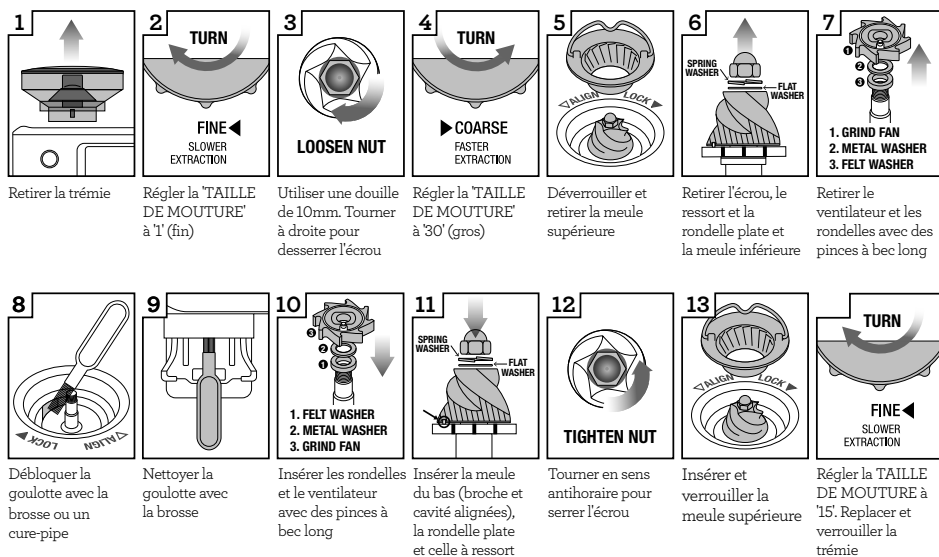 1
Retirer la trémie
2
TURN
FINE
SLOWER
EXTRACTION
Régler la 'TAILLE
DE MOUTURE'
à '1' (fin)
3
LOOSEN NUT
Utiliser une douille
de 10mm. Tourner
à droite pour
desserrer l'écrou
4
TURN
COARSE
FASTER
EXTRACTION
Régler la 'TAILLE
DE MOUTURE'
à '30' (gros)
5
ALIGN LOCK
Déverrouiller et
retirer la meule
supérieure
6
SPRING
WASHER
FLAT
WASHER
Retirer l'écrou, le
ressort et la
rondelle plate et
la meule inférieure
7
1
2
3
1. GRIND FAN
2. METAL WASHER
3. FELT WASHER
Retirer le
ventilateur et les
rondelles avec des
pinces à bec long
8
LOCK ALIGN
Débloquer la
goulotte avec la
brosse ou un
cure-pipe
9
Nettoyer la
goulotte avec
la brosse
10
3
2
1
1. FELT WASHER
2. METAL WASHER
3. GRIND FAN
Insérer les rondelles
et le ventilateur
avec des pinces à
bec long
11
SPRING
WASHER
FLAT
WASHER
Insérer la meule
du bas (broche et
cavité alignées),
la rondelle plate
et celle à ressort
12
TIGHTEN NUT
Tourner en sens
antihoraire pour
serrer l'écrou
13
ALIGN LOCK
Insérer et
verrouiller la
meule supérieure
TURN
FINE
SLOWER
EXTRACTION
Régler la TAILLE
DE MOUTURE à
'15'. Replacer et
verrouiller la
trémie